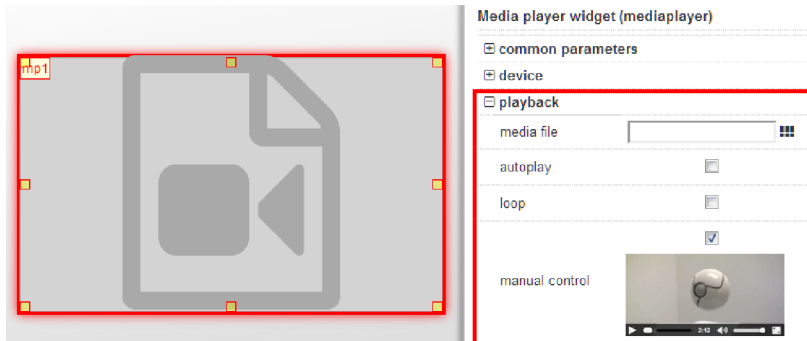 Media player widget (mediaplayer)
mp1
common parameters
device
playback
media file
autoplay
loop
manual control
2:12